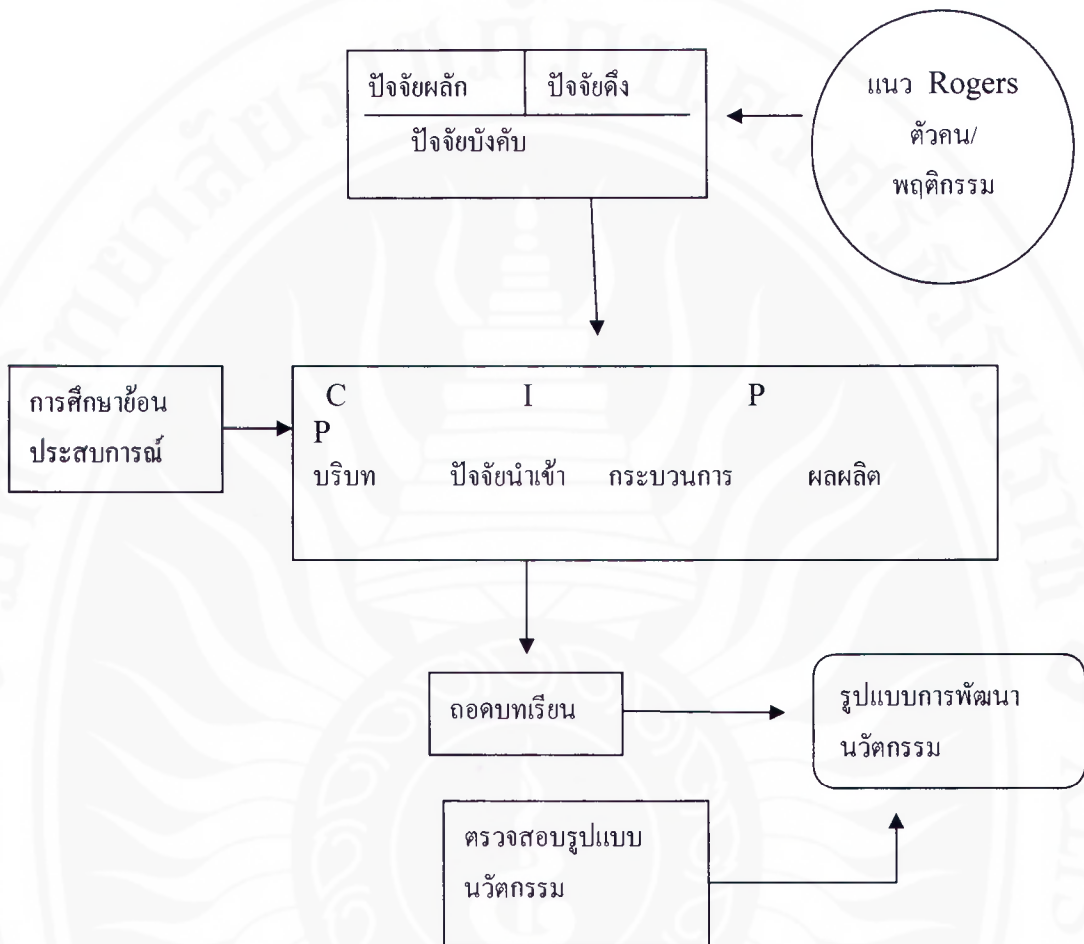 ปัจจัยผลัก ปัจจัยดึง
ปัจจัยบังคับ
แนว Rogers
ตัวคน/
พฤติกรรม
การศึกษาย้อน
ประสบการณ์
C I P
P
บริบท ปัจจัยนำเข้า กระบวนการ ผลผลิต
ถอดบทเรียน
รูปแบบการพัฒนา
นวัตกรรม
ตรวจสอบรูปแบบ
นวัตกรรม